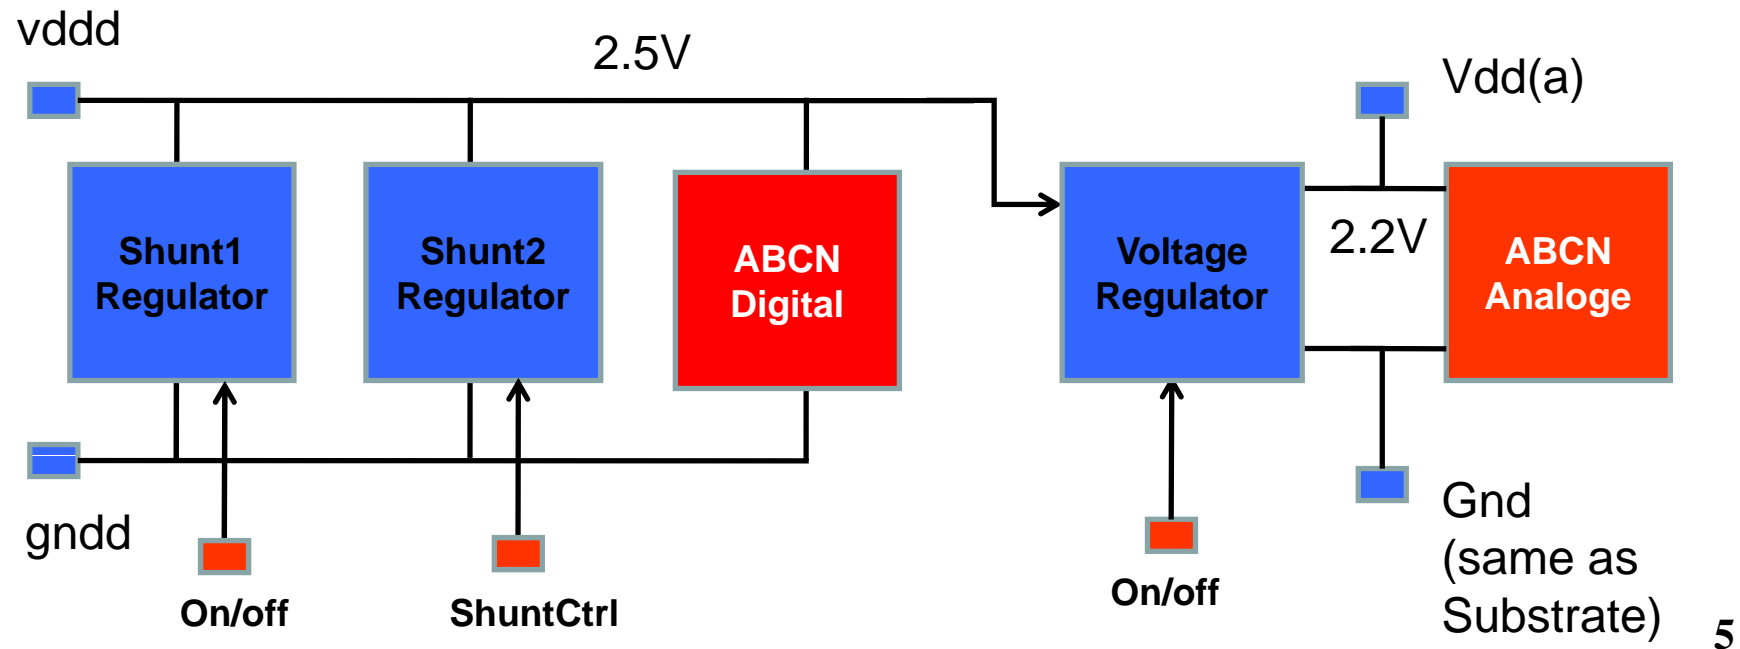 vddd
2.5V
Vdd(a)
Shunt1
Regulator
Shunt2
Regulator
ABCN
Digital
Voltage
Regulator
2.2V
ABCN
Analoge
gndd
On/off
ShuntCtrl
On/off
Gnd
(same as
Substrate)
5